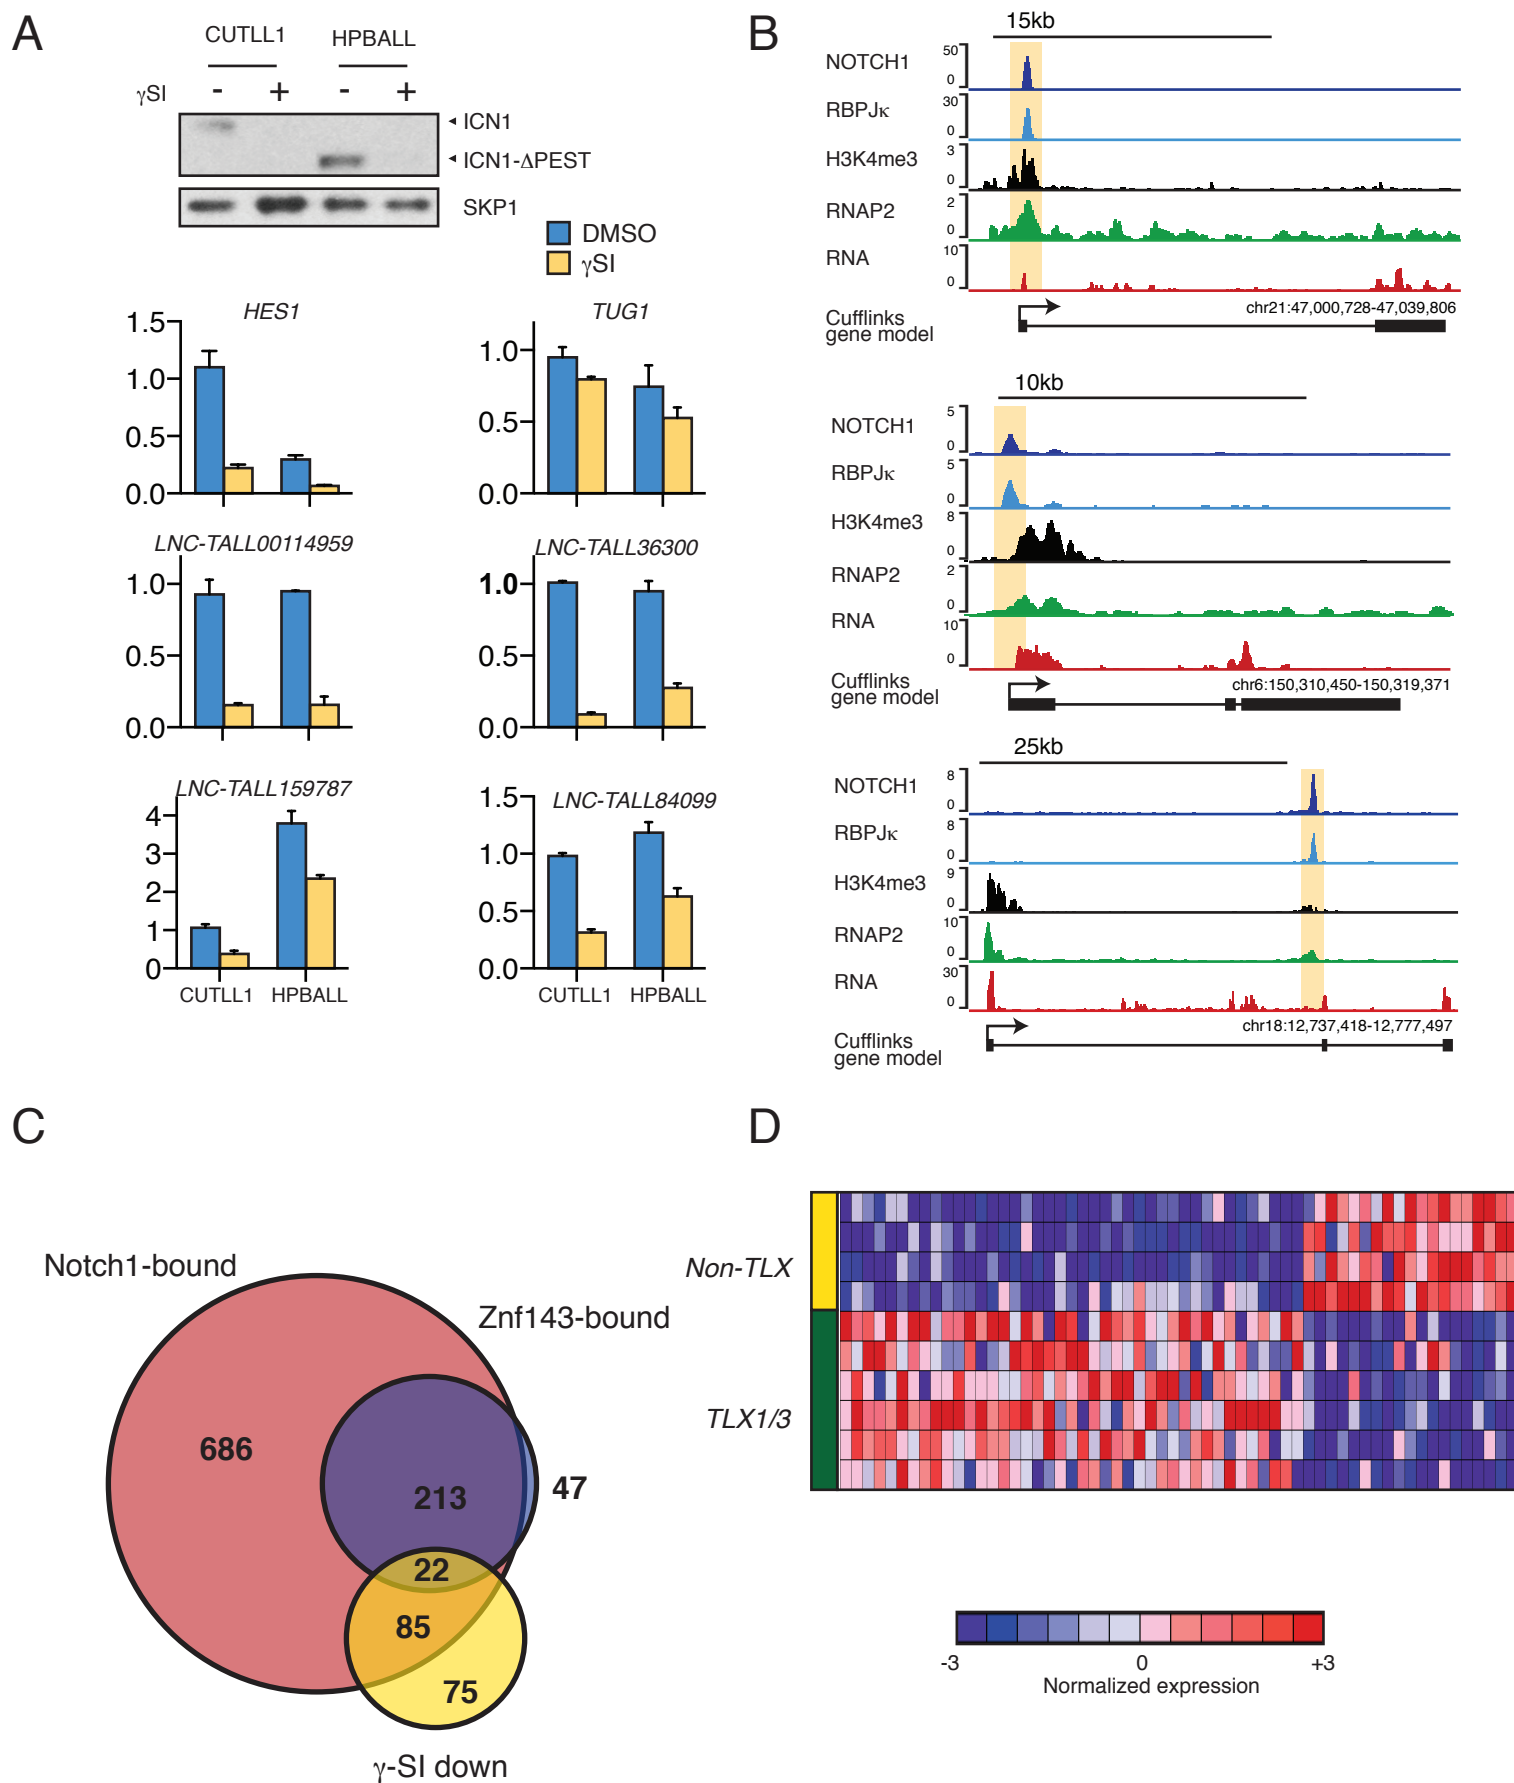 A
CUTLL1
HPBALL
γSI
- + - +
ICN1
ICN1-ΔPEST
SKP1
DMSO
γSI
HES1
1.5
1.0
0.5
0.0
TUG1
1.0
0.5
0.0
LNC-TALL00114959
1.0
0.5
0.0
LNC-TALL36300
1.0
0.5
0.0
LNC-TALL159787
4
3
2
1
0
CUTLL1 HPBALL
LNC-TALL84099
1.5
1.0
0.5
0.0
CUTLL1 HPBALL
B
15kb
NOTCH1
50
0
RBPJκ
30
0
H3K4me3
3
0
RNAP2
2
0
RNA
10
0
chr21:47,000,728-47,039,806
Cufflinks
gene model
10kb
NOTCH1
5
0
RBPJκ
5
0
H3K4me3
8
0
RNAP2
2
0
RNA
10
0
chr6:150,310,450-150,319,371
Cufflinks
gene model
25kb
NOTCH1
8
0
RBPJκ
8
0
H3K4me3
9
0
RNAP2
10
0
RNA
30
0
chr18:12,737,418-12,777,497
Cufflinks
gene model
C
Notch1-bound
Znf143-bound
686
213
47
22
85
75
γ-SI down
D
Non-TLX
TLX1/3
-3 0 +3
Normalized expression